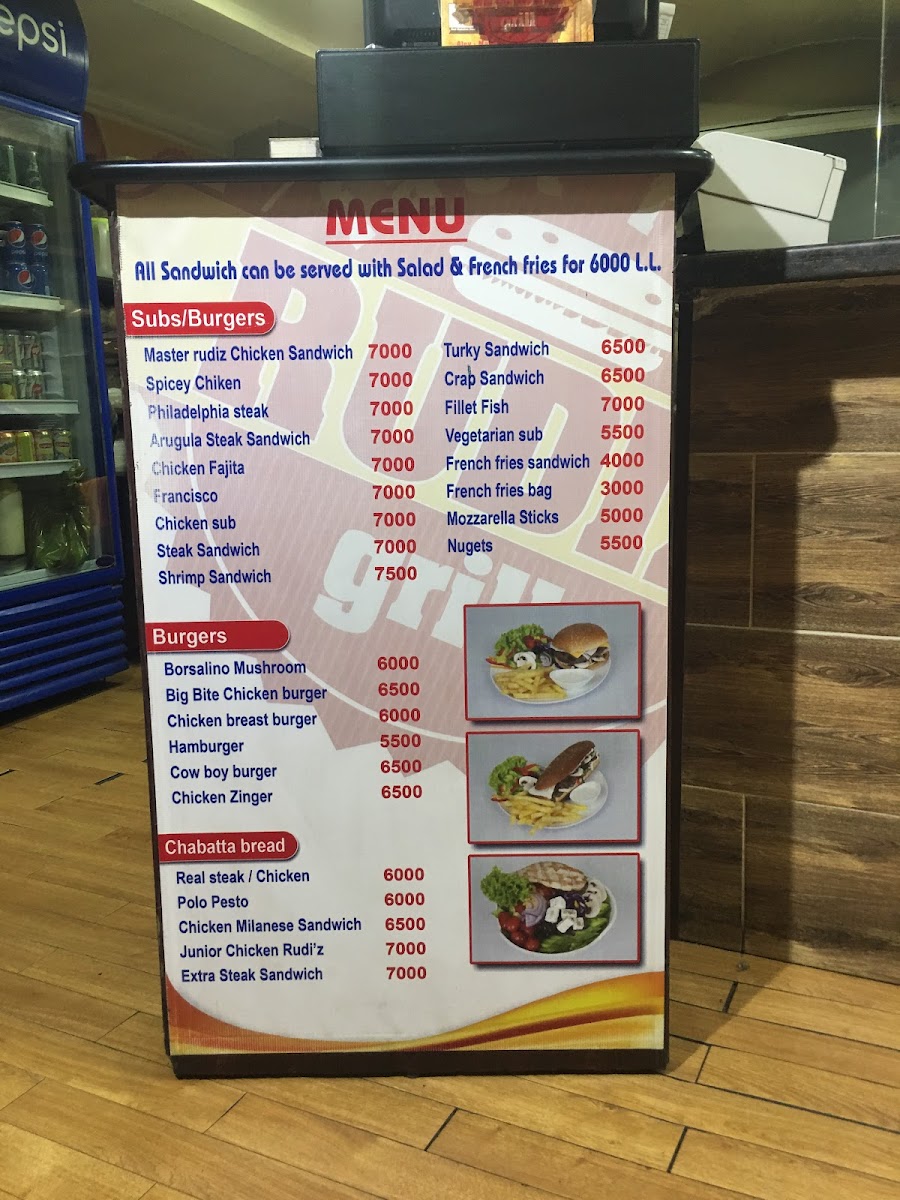 epsi
MENU
All Sandwich can be served with Salad & French fries for 6000 L.L.
Subs/Burgers
Master rudiz Chicken Sandwich 7000
Spicey Chiken 7000
Philadelphia steak 7000
Arugula Steak Sandwich 7000
Chicken Fajita 7000
Francisco 7000
Chicken sub 7000
Steak Sandwich 7000
Shrimp Sandwich 7500
Turky Sandwich 6500
Crap Sandwich 6500
Fillet Fish 7000
Vegetarian sub 5500
French fries sandwich 4000
French fries bag 3000
Mozzarella Sticks 5000
Nugets 5500
Burgers
Borsalino Mushroom 6000
Big Bite Chicken burger 6500
Chicken breast burger 6000
Hamburger 5500
Cow boy burger 6500
Chicken Zinger 6500
Chabatta bread
Real steak / Chicken 6000
Polo Pesto 6000
Chicken Milanese Sandwich 6500
Junior Chicken Rudi'z 7000
Extra Steak Sandwich 7000
RUDI
grill